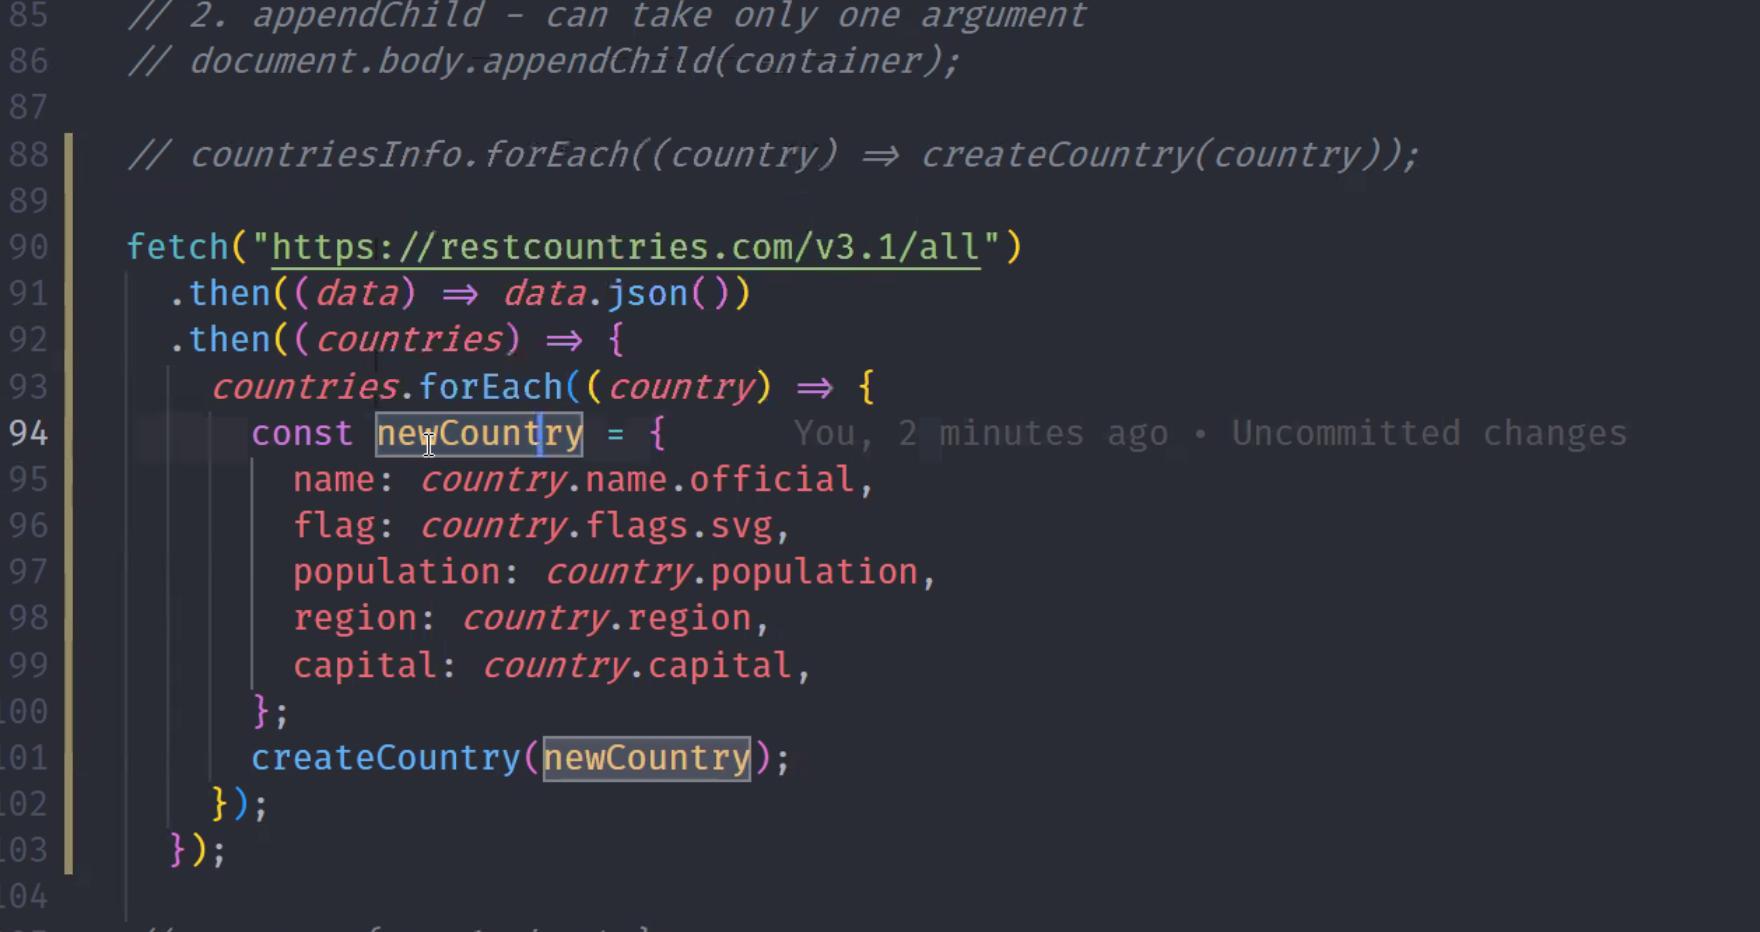 85 // 2. appendChild - can take only one argument
86 // document.body.appendChild(container);
87
88 // countriesInfo.forEach((country) => createCountry(country));
89
90 fetch("https://restcountries.com/v3.1/all")
91 .then((data) => data.json())
92 .then((countries) => {
93 countries.forEach((country) => {
94 const newCountry = { You, 2 minutes ago • Uncommitted changes
95 name: country.name.official,
96 flag: country.flags.svg,
97 population: country.population,
98 region: country.region,
99 capital: country.capital,
100 };
101 createCountry(newCountry);
102 });
103 });
104